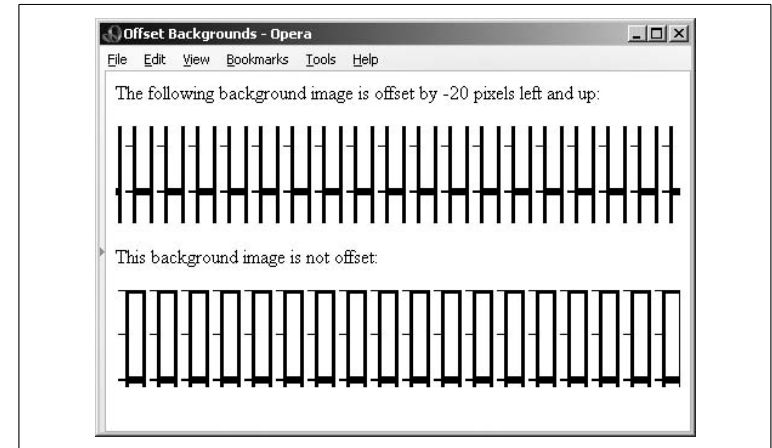 Offset Backgrounds - Opera
File Edit View Bookmarks Tools Help
The following background image is offset by -20 pixels left and up:
This background image is not offset: